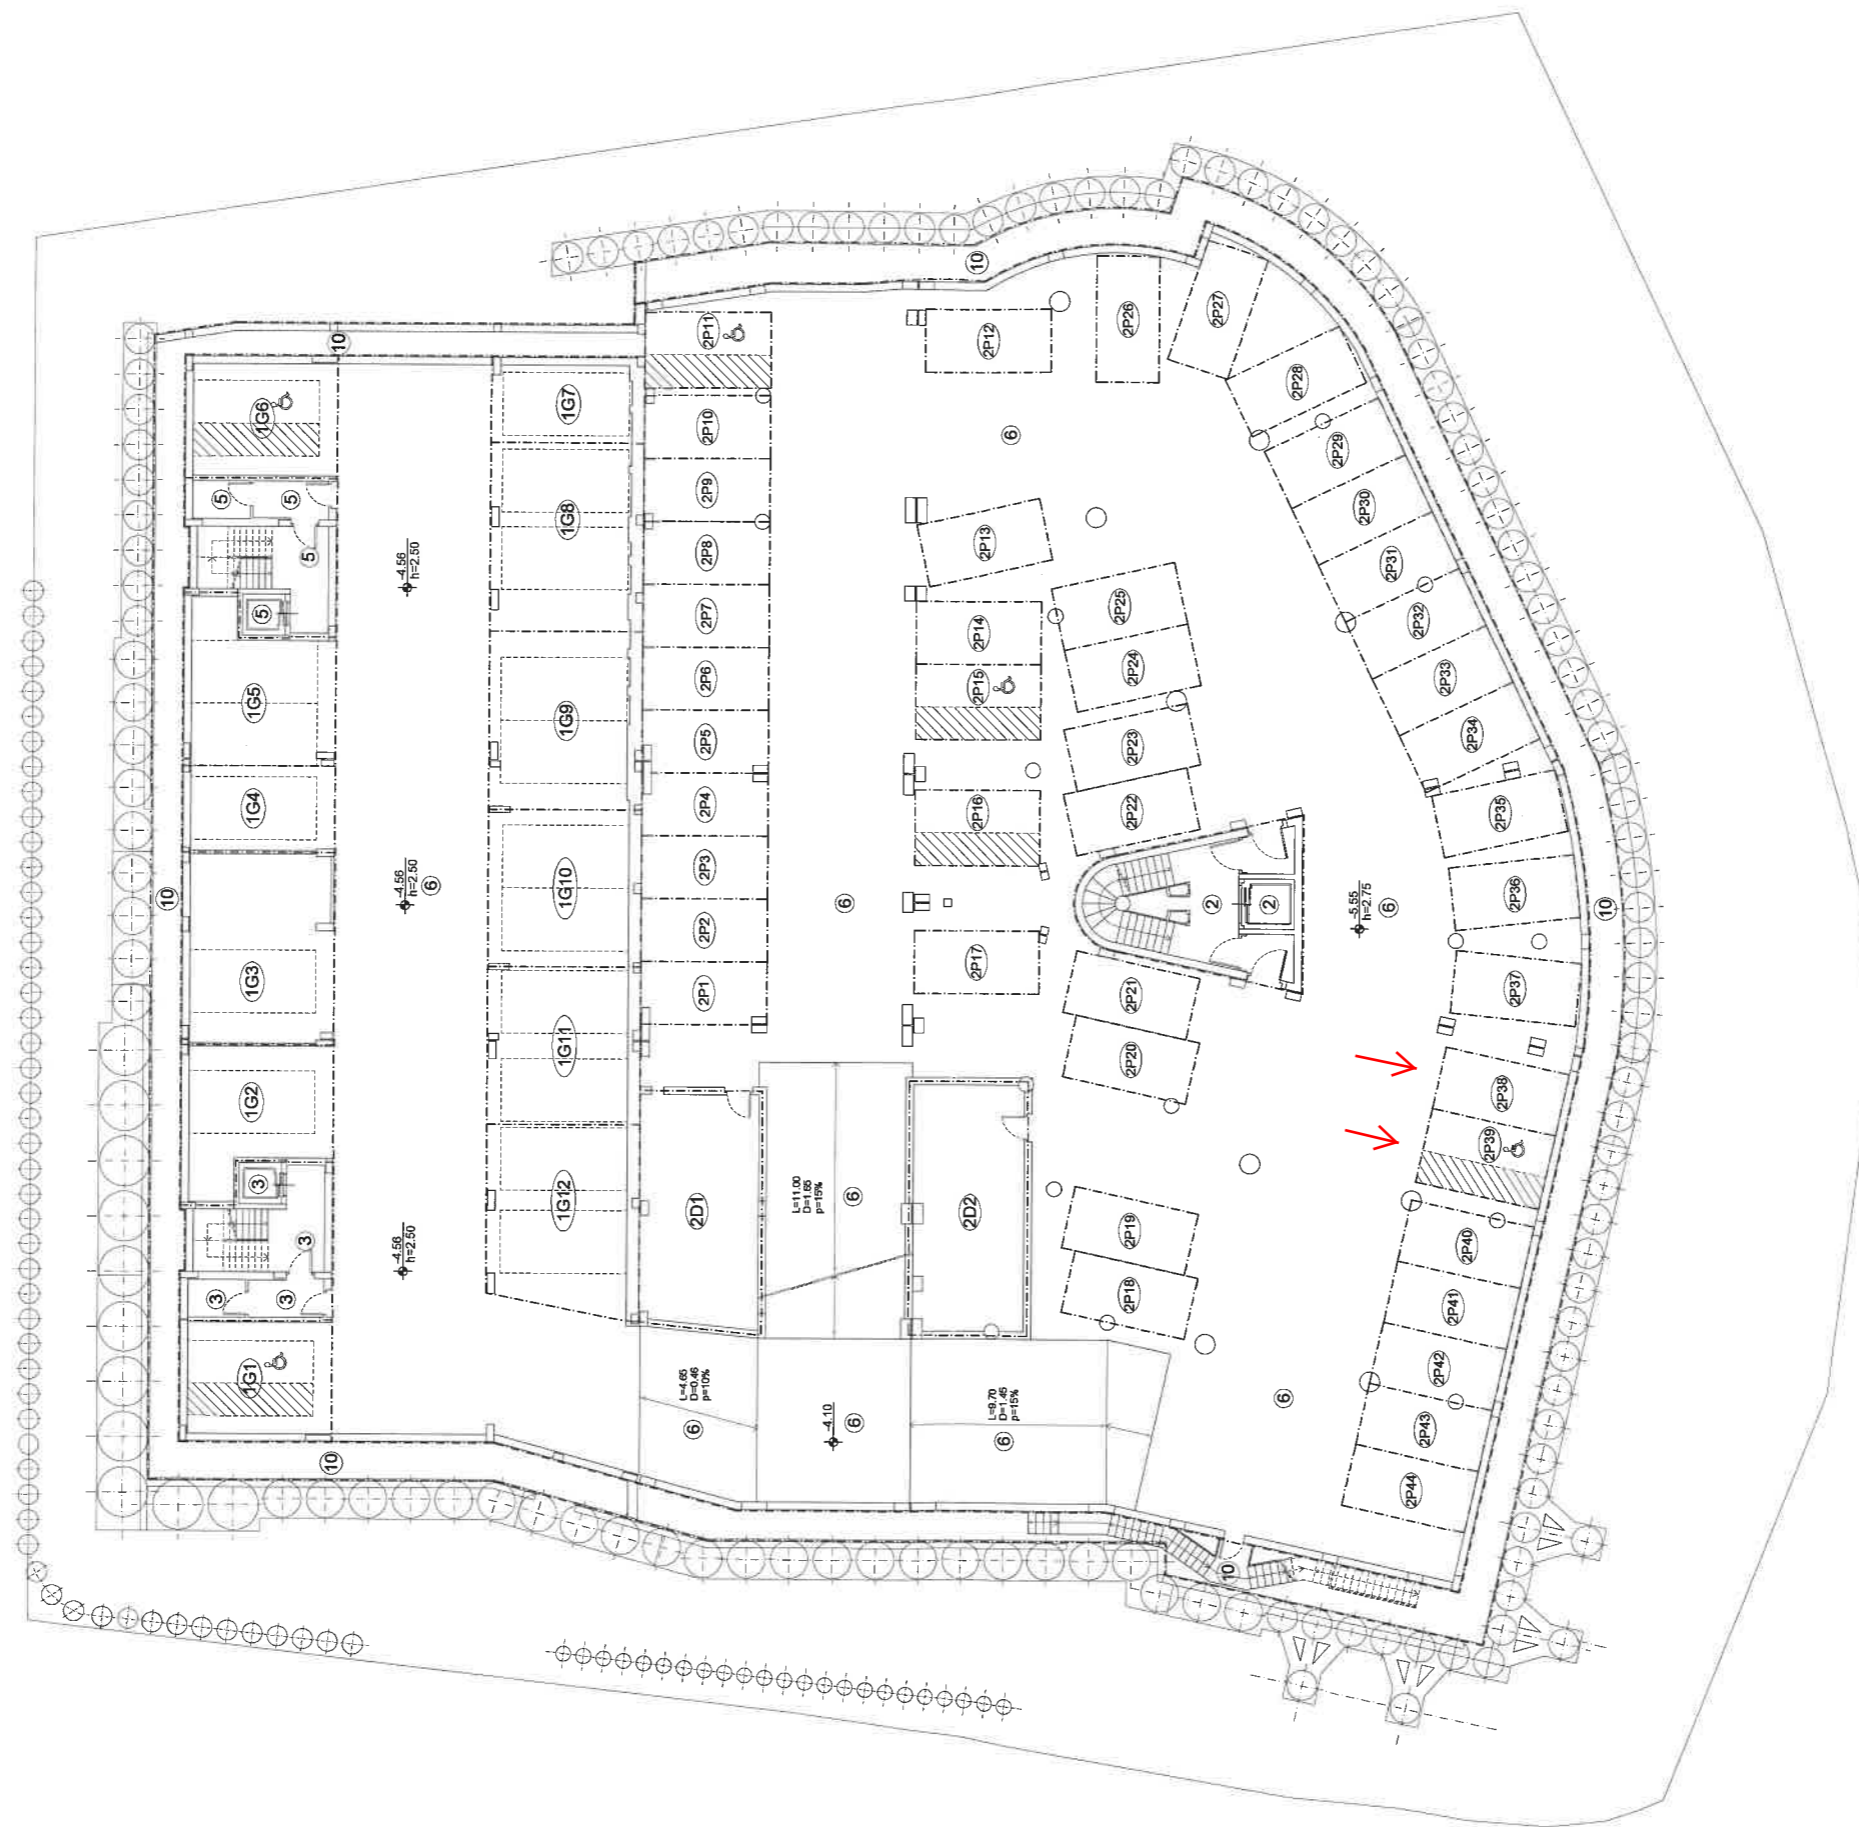 10
2P27
2P26
2P11
2P12
10
2P28
1G6
1G7
2P10
6
2P29
5
5
1G8
2P9
2P30
5
-4.56
h=2.50
2P8
2P13
2P31
5
2P7
2P14
2P25
2P32
1G5
1G9
2P6
2P15
2P24
2P33
2P5
2P23
2P34
1G4
2P4
2P16
2P22
2P35
10
-4.56
h=2.50
6
1G10
2P3
2P36
2P2
6
2
2
-5.55
h=2.75
6
10
1G3
2P1
2P17
2P21
2P37
1G2
1G11
2P20
2P38
3
2P39
1G12
2D1
L=11.00
D=1.65
p=15%
6
2D2
2P19
3
-4.56
h=2.50
2P40
3
3
2P18
2P41
1G1
L=4.65
D=0.46
p=10%
6
-4.10
6
L=9.70
D=1.45
p=15%
6
6
2P42
2P43
10
2P44
10